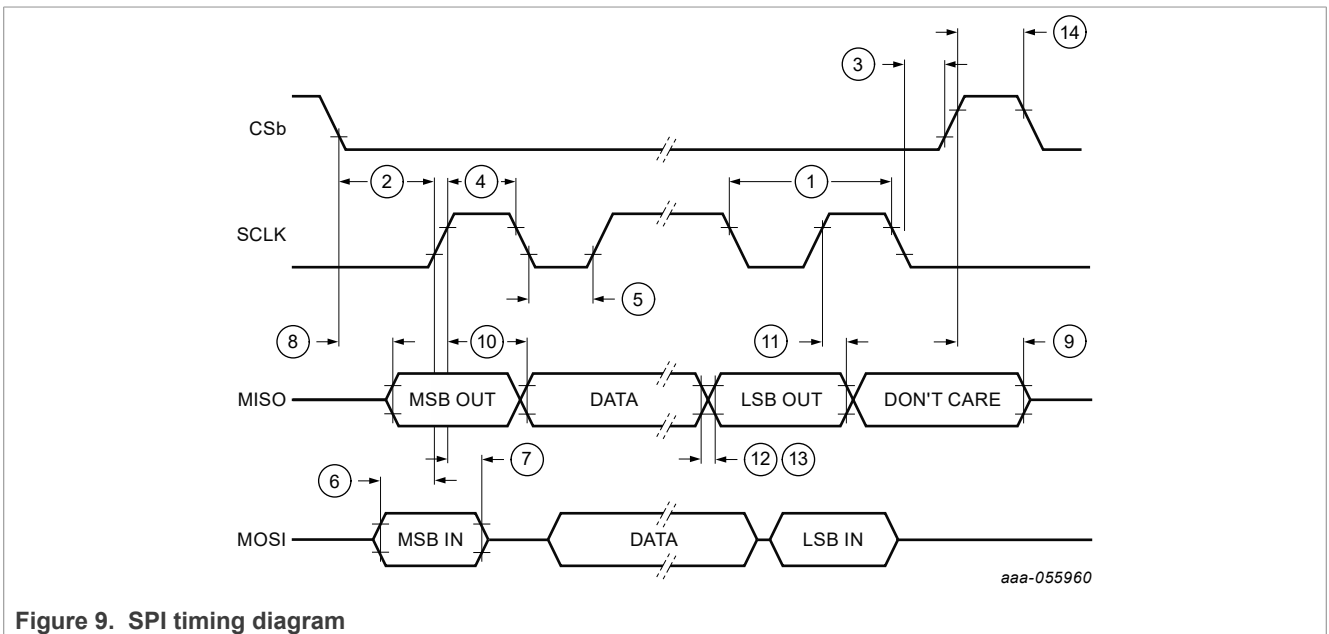 14
3
CSb
2
4
1
SCLK
5
8
10
11
9
MISO
MSB OUT
DATA
LSB OUT
DON'T CARE
7
12 13
6
MOSI
MSB IN
DATA
LSB IN
aaa-055960
Figure 9. SPI timing diagram